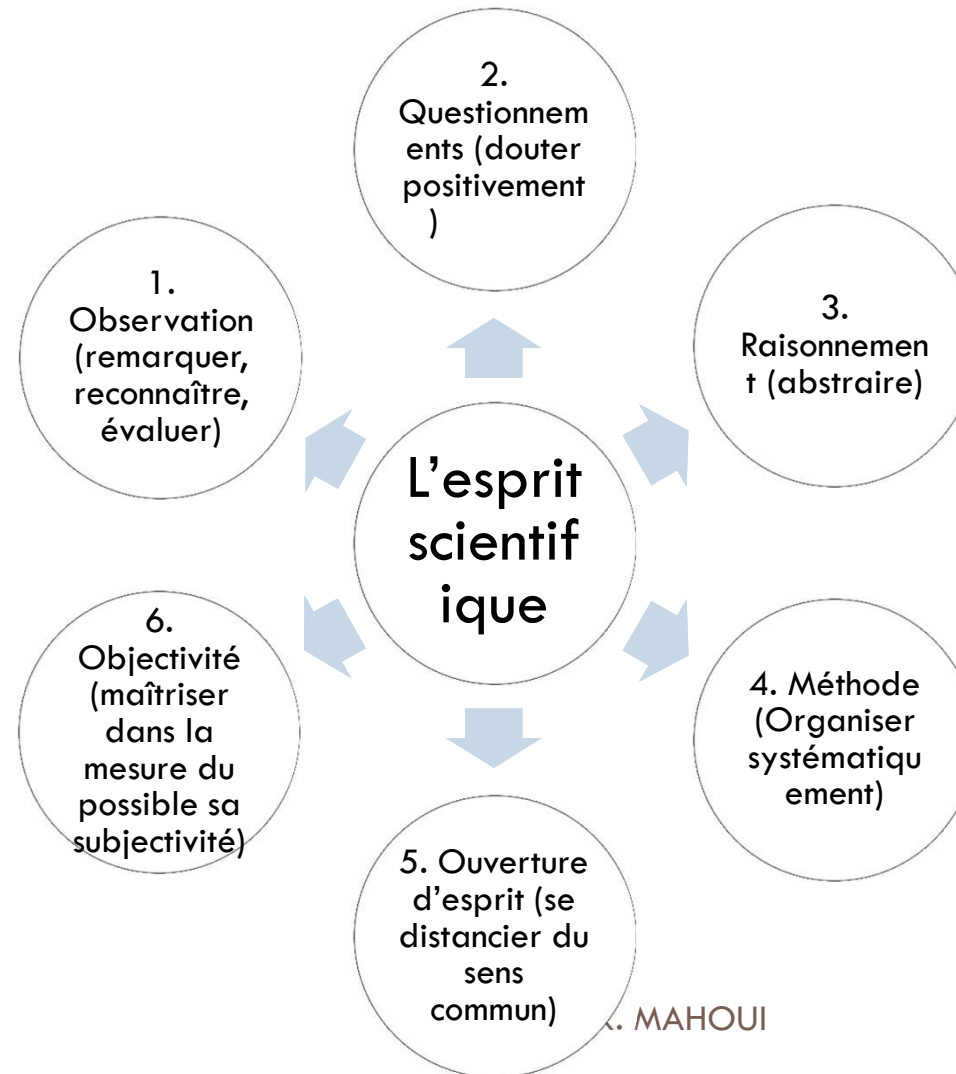 2.
Questionnem
ents (douter
positivement
)
1.
Observation
(remarquer,
reconnaître,
évaluer)
3.
Raisonnemen
t (abstraire)
L'esprit
scientif
ique
6.
Objectivité
(maîtriser
dans la
mesure du
possible sa
subjectivité)
4. Méthode
(Organiser
systématiqu
ement)
5. Ouverture
d'esprit (se
distancier du
sens
commun)
MAHOUI